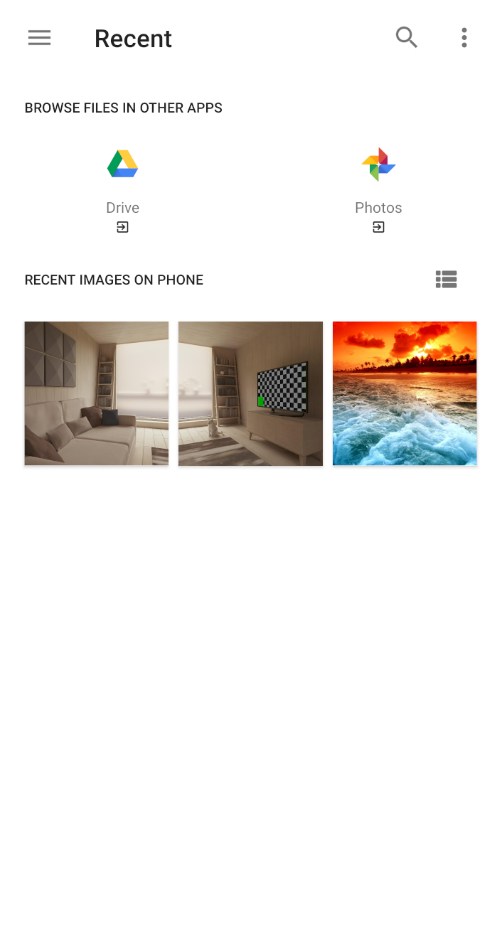 Recent
BROWSE FILES IN OTHER APPS
Drive
Photos
RECENT IMAGES ON PHONE